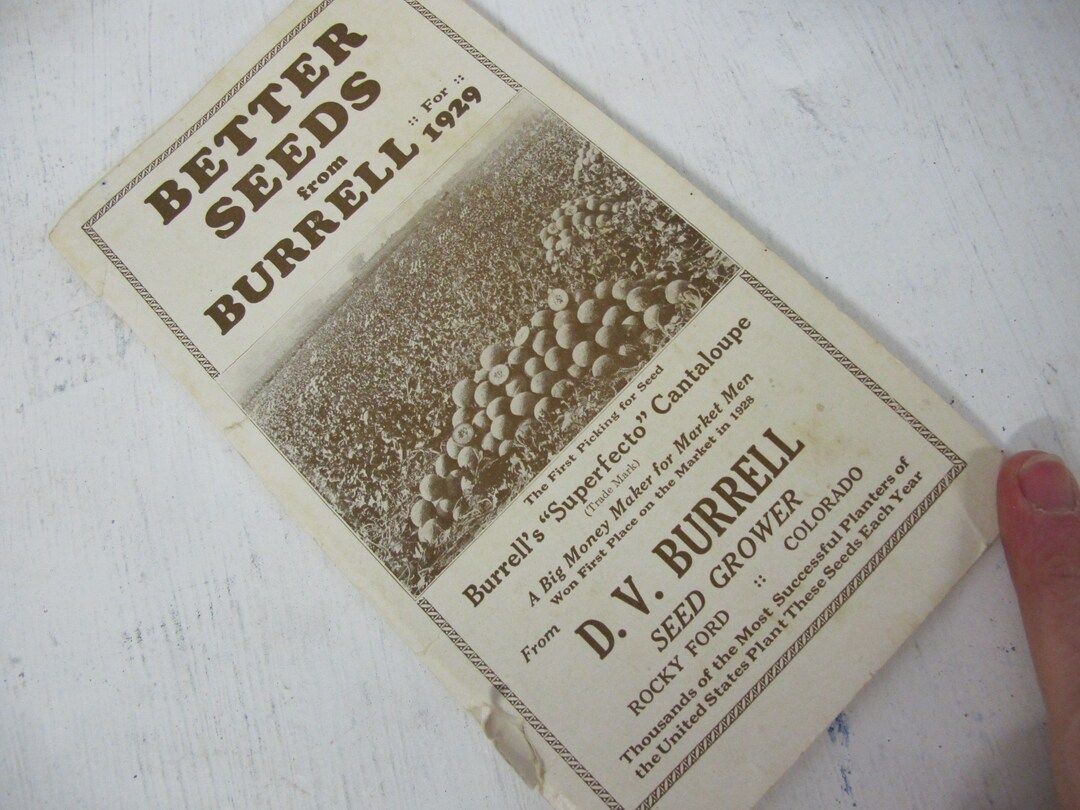 BETTER
SEEDS
from
BURRELL
:: For ::
1929
The First Picking for Seed
Burrell's "Superfecto" Cantaloupe
(Trade Mark)
A Big Money Maker for Market Men
Won First Place on the Market in 1928
From
D. V. BURRELL
SEED GROWER
ROCKY FORD :: COLORADO
Thousands of the Most Successful Planters of
the United States Plant These Seeds Each Year